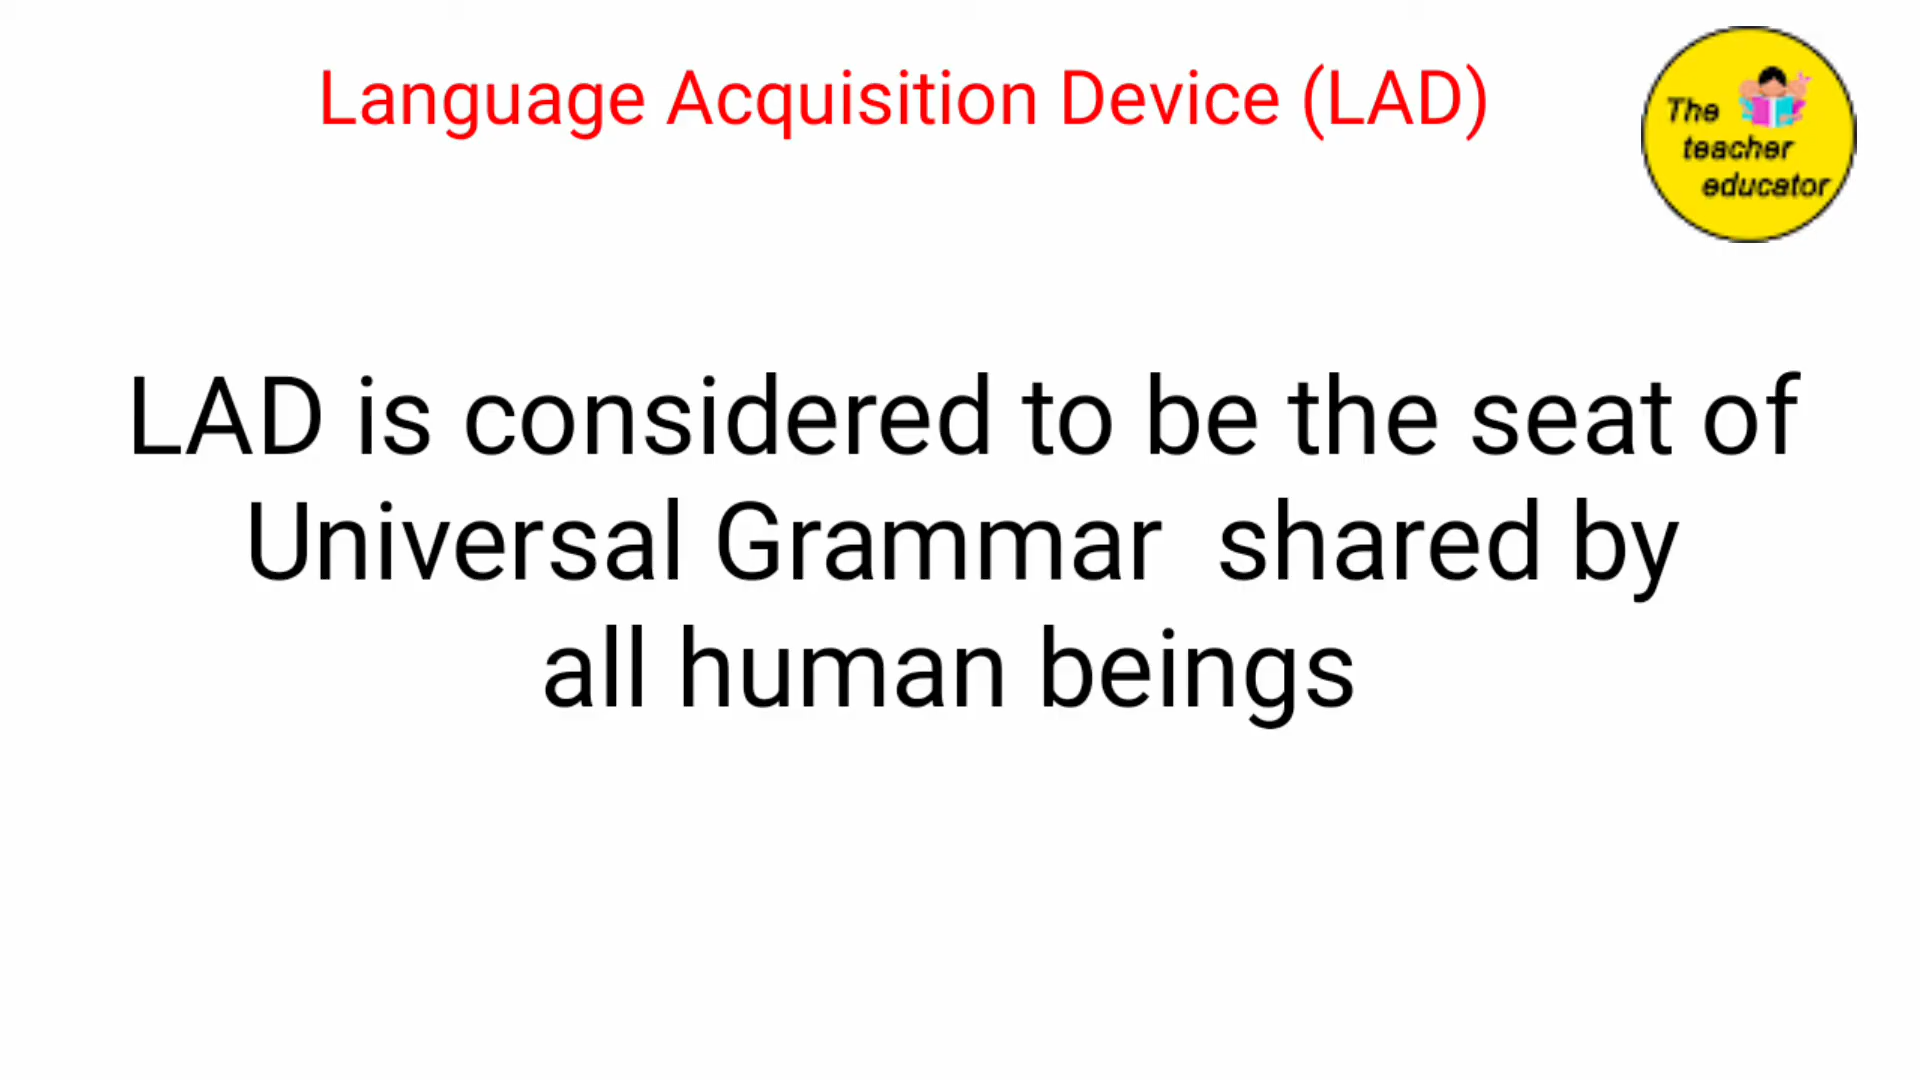 Language Acquisition Device (LAD)
The
teacher
educator
LAD is considered to be the seat of
Universal Grammar  shared by
all human beings